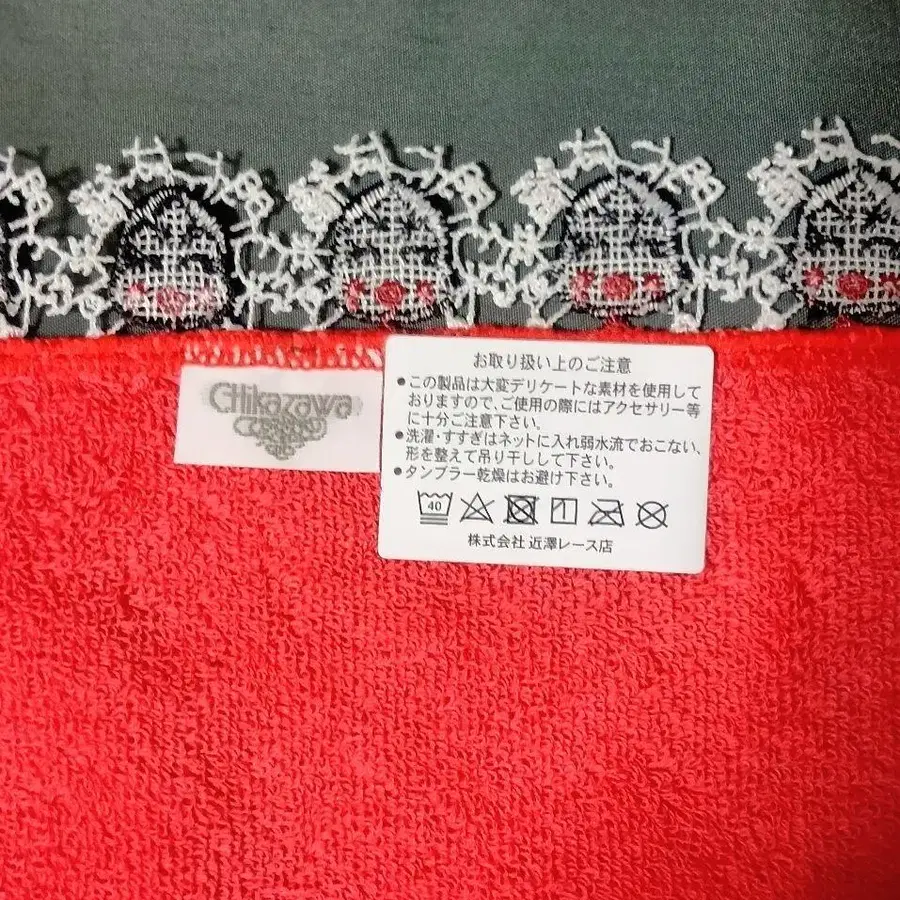 CHikazawa
お取り扱い上のご注意
●この製品は大変デリケートな素材を使用して
おりますので、ご使用の際にはアクセサリー等
に十分ご注意下さい。
●洗濯・すすぎはネットに入れ弱水流でおこない、
形を整えて吊り干しして下さい。
●タンブラー乾燥はお避け下さい。
40
株式会社 近澤レース店